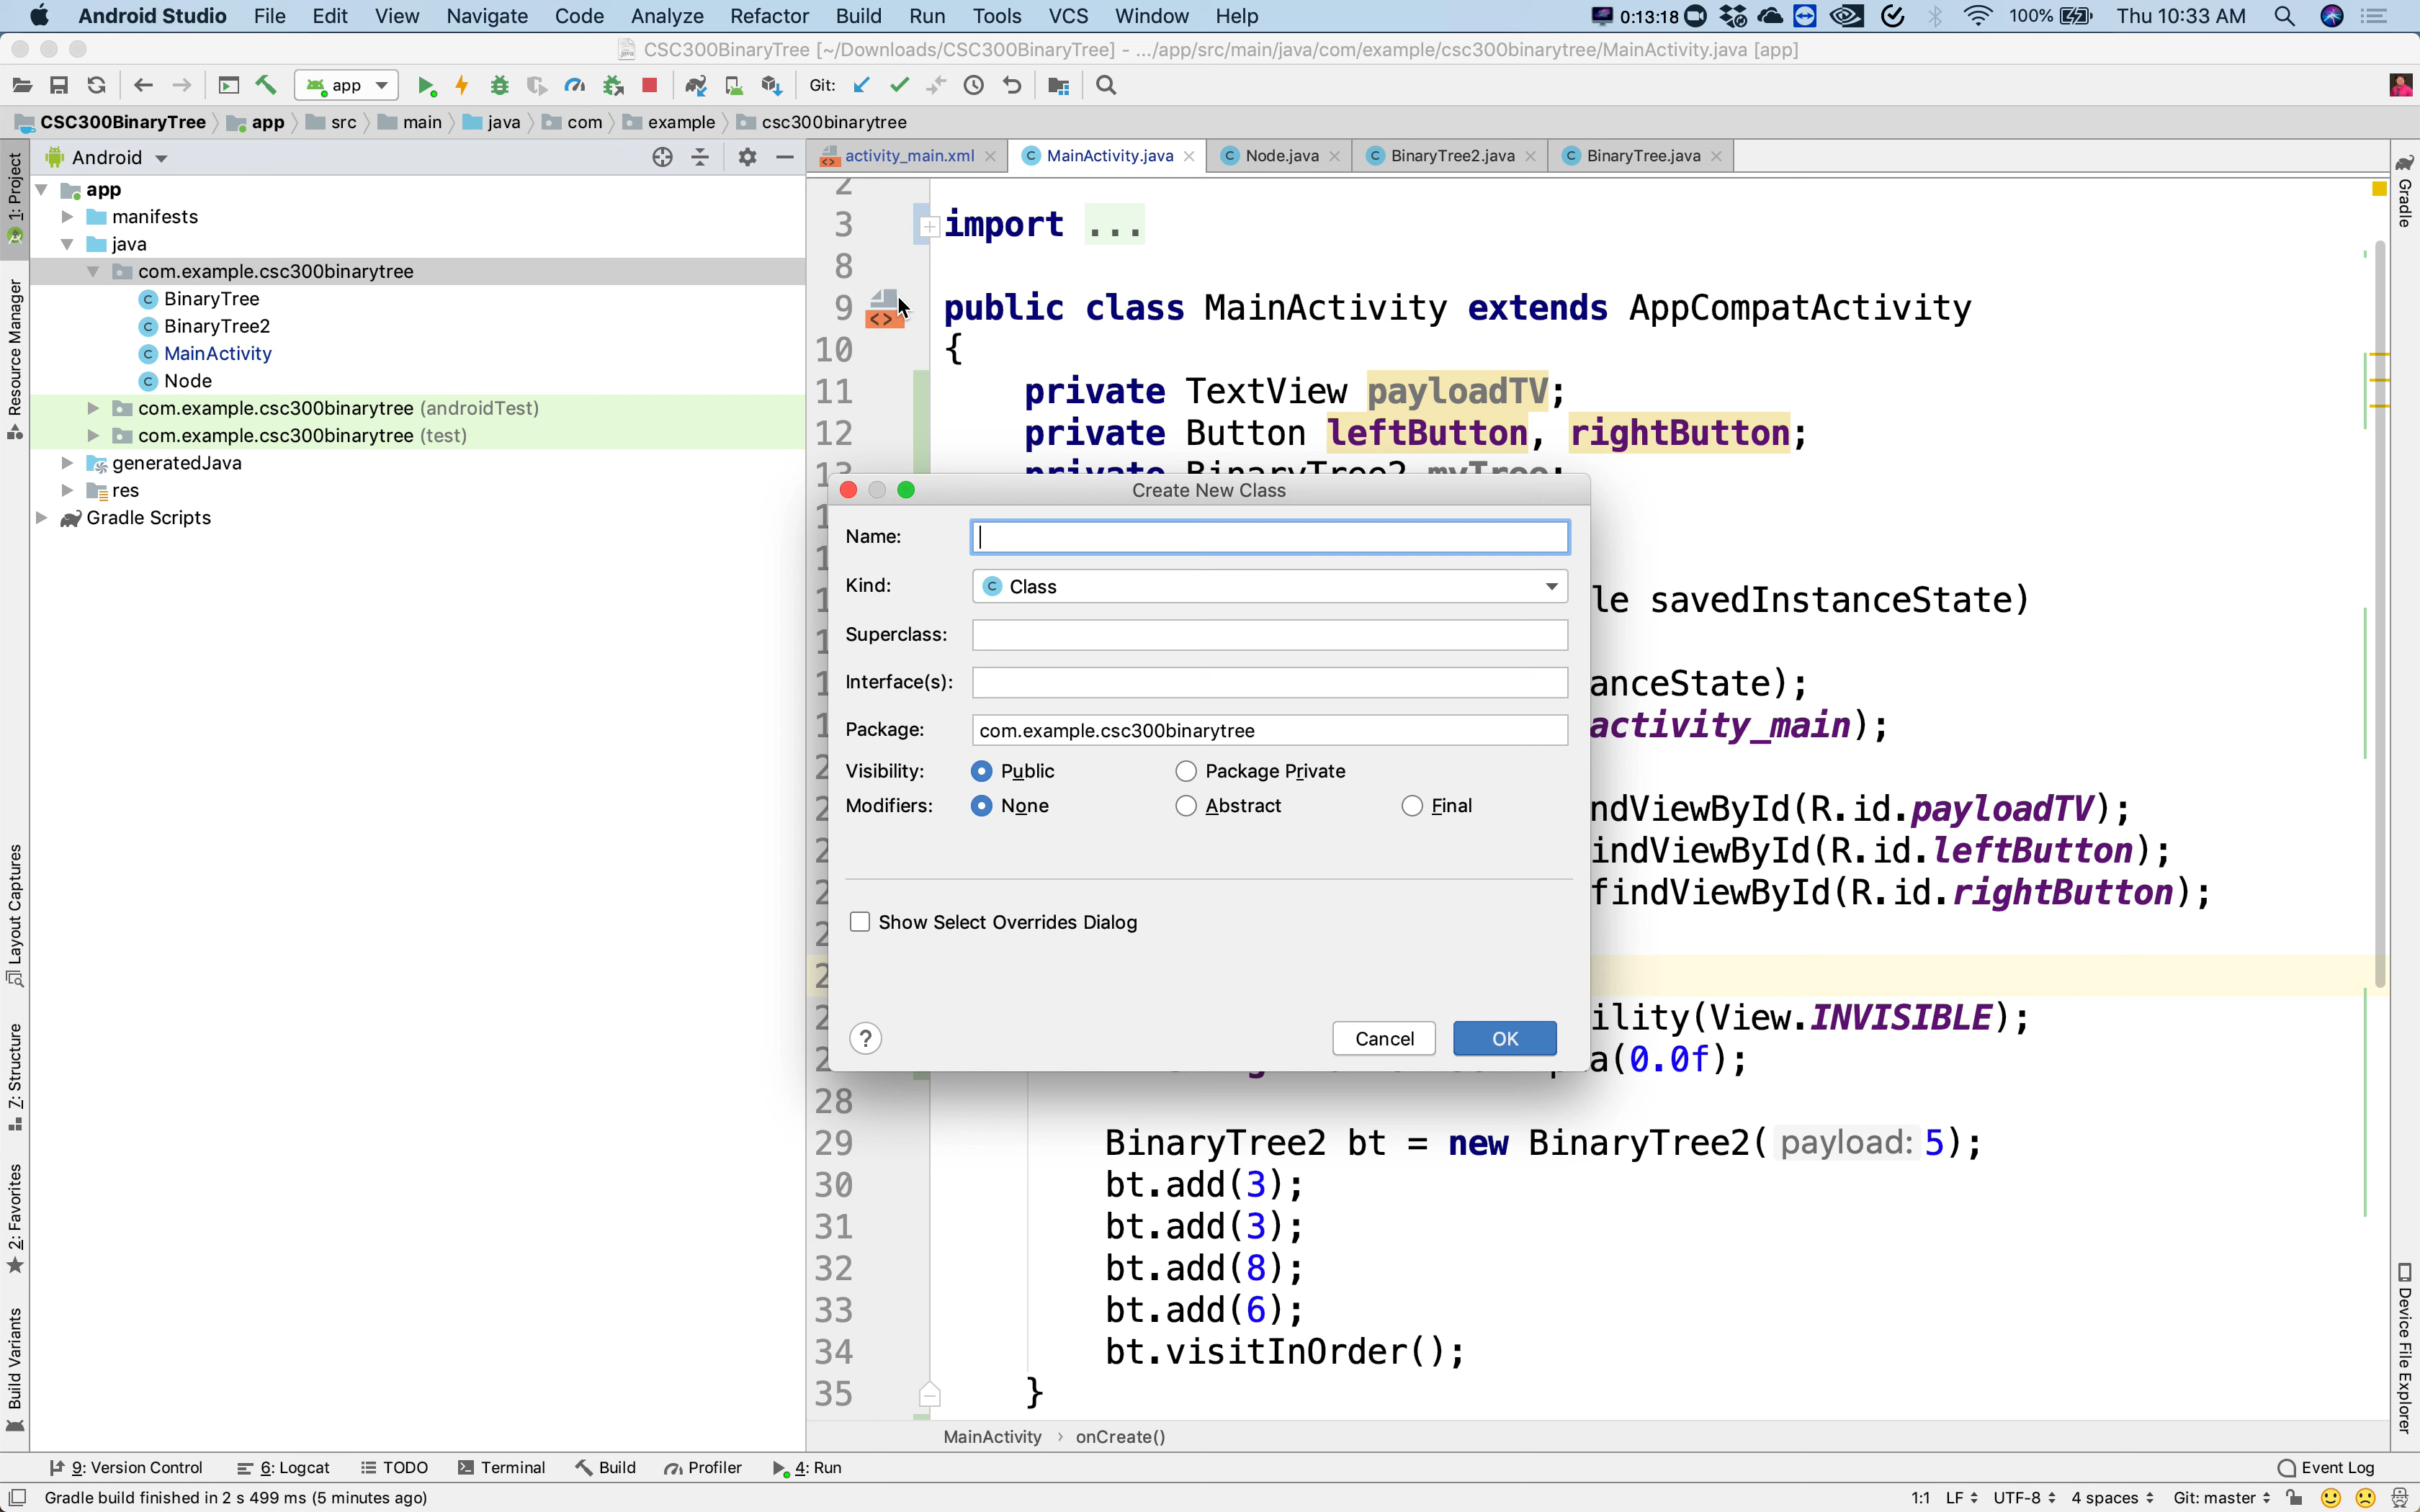 Android Studio File Edit View Navigate Code Analyze Refactor Build Run Tools VCS Window Help 0:13:18 100% Thu 10:33 AM
CSC300BinaryTree [~/Downloads/CSC300BinaryTree] - .../app/src/main/java/com/example/csc300binarytree/MainActivity.java [app]
app Git:
CSC300BinaryTree app src main java com example csc300binarytree
Android
activity_main.xml MainActivity.java Node.java BinaryTree2.java BinaryTree.java
1: Project
Resource Manager
Layout Captures
7: Structure
2: Favorites
Build Variants
app
manifests
java
com.example.csc300binarytree
BinaryTree
BinaryTree2
MainActivity
Node
com.example.csc300binarytree (androidTest)
com.example.csc300binarytree (test)
generatedJava
res
Gradle Scripts
2
3 import ...
8
9 public class MainActivity extends AppCompatActivity
10 {
11 private TextView payloadTV;
12 private Button leftButton, rightButton;
13 private BinaryTree2 myTree;
le savedInstanceState)
anceState);
activity_main);
ndViewById(R.id.payloadTV);
indViewById(R.id.leftButton);
findViewById(R.id.rightButton);
ility(View.INVISIBLE);
a(0.0f);
28
29 BinaryTree2 bt = new BinaryTree2( payload: 5);
30 bt.add(3);
31 bt.add(3);
32 bt.add(8);
33 bt.add(6);
34 bt.visitInOrder();
35 }
MainActivity › onCreate()
Create New Class
Name:
Kind: C Class
Superclass:
Interface(s):
Package: com.example.csc300binarytree
Visibility: Public Package Private
Modifiers: None Abstract Final
Show Select Overrides Dialog
? Cancel OK
Gradle
Device File Explorer
9: Version Control 6: Logcat TODO Terminal Build Profiler 4: Run Event Log
Gradle build finished in 2 s 499 ms (5 minutes ago) 1:1 LF UTF-8 4 spaces Git: master